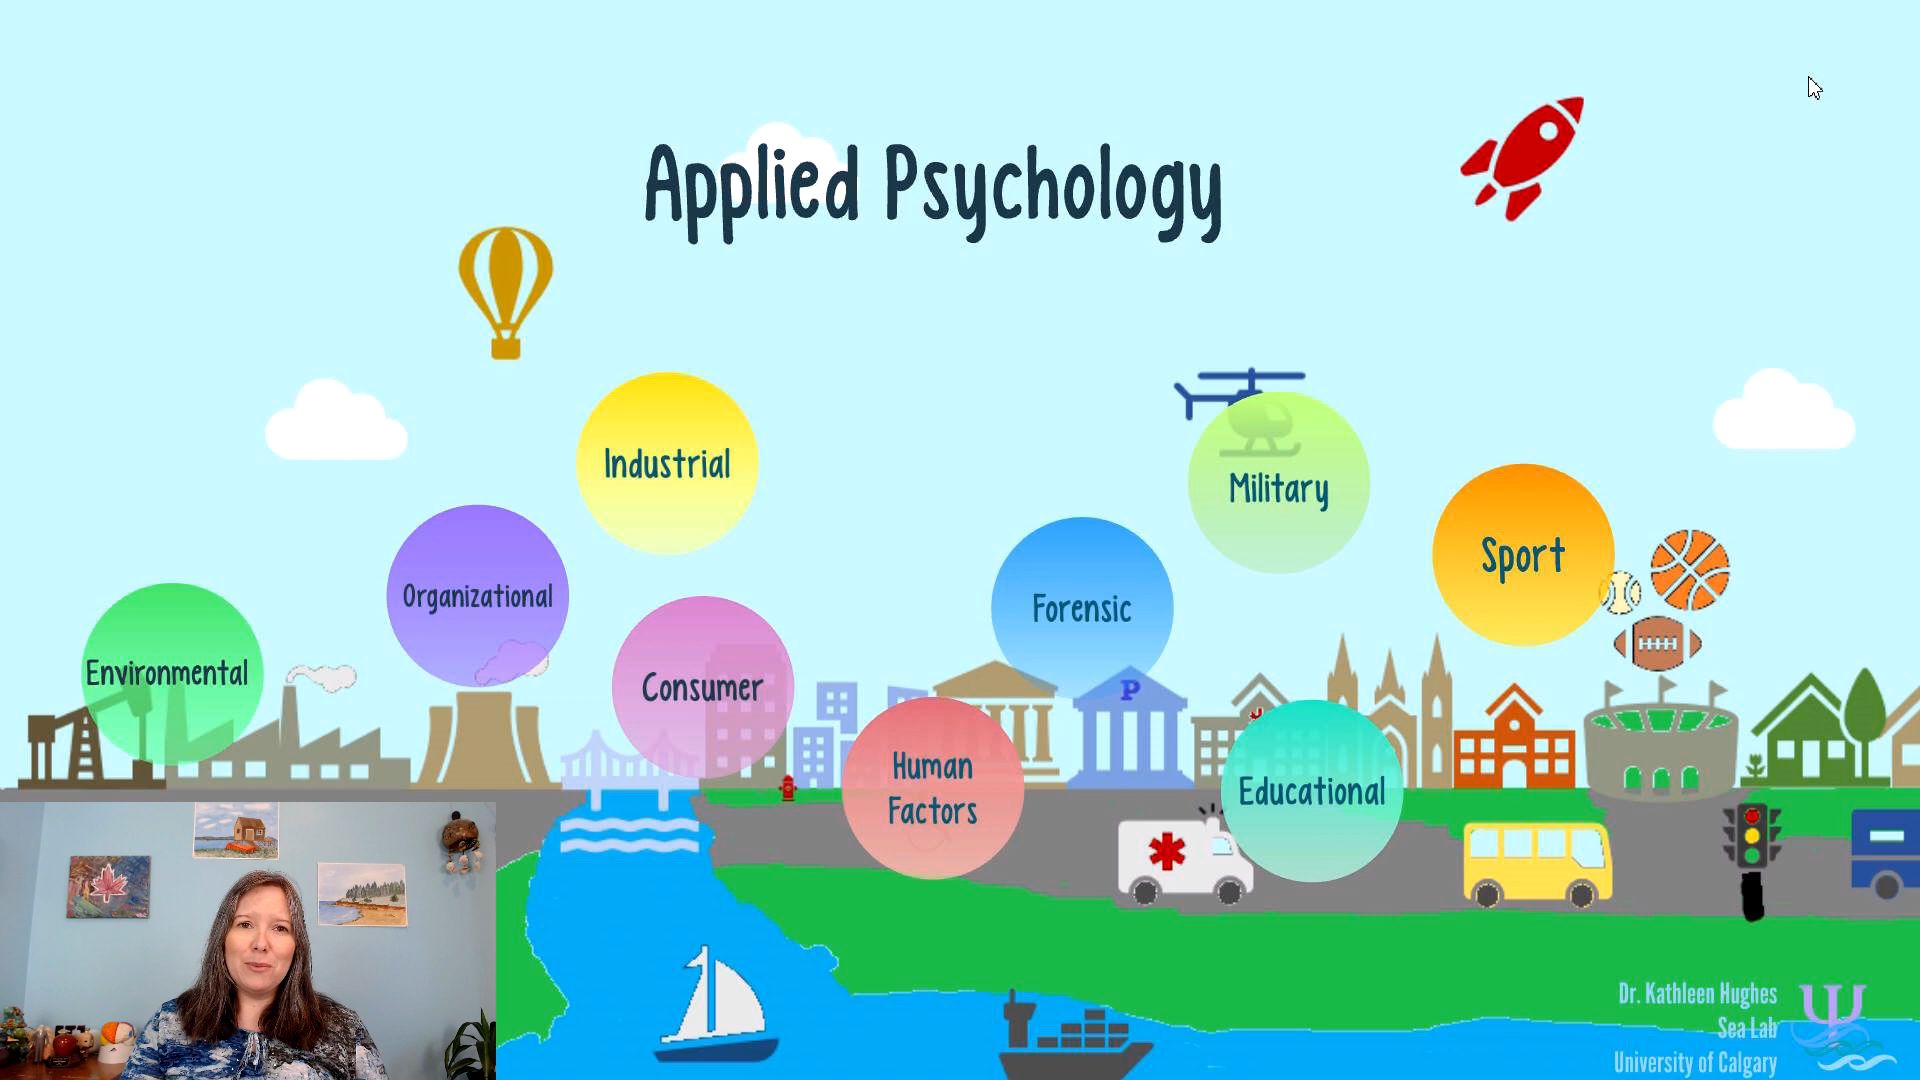 Applied Psychology
Industrial
Military
Sport
Organizational
Forensic
Environmental
Consumer
P
Human
Factors
Educational
Dr. Kathleen Hughes
Sea Lab
University of Calgary